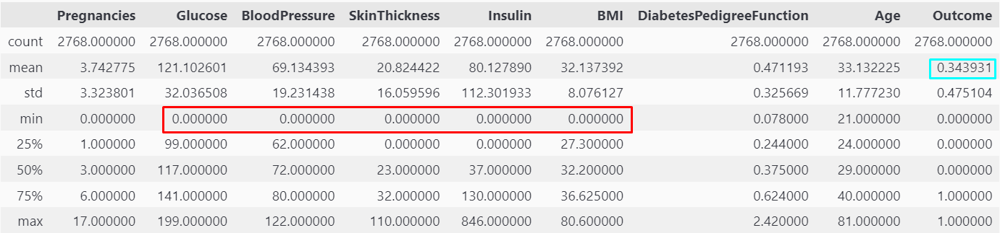 Pregnancies Glucose BloodPressure SkinThickness Insulin BMI DiabetesPedigreeFunction Age Outcome
count 2768.000000 2768.000000 2768.000000 2768.000000 2768.000000 2768.000000 2768.000000 2768.000000 2768.000000
mean 3.742775 121.102601 69.134393 20.824422 80.127890 32.137392 0.471193 33.132225 0.343931
std 3.323801 32.036508 19.231438 16.059596 112.301933 8.076127 0.325669 11.777230 0.475104
min 0.000000 0.000000 0.000000 0.000000 0.000000 0.000000 0.078000 21.000000 0.000000
25% 1.000000 99.000000 62.000000 0.000000 0.000000 27.300000 0.244000 24.000000 0.000000
50% 3.000000 117.000000 72.000000 23.000000 37.000000 32.200000 0.375000 29.000000 0.000000
75% 6.000000 141.000000 80.000000 32.000000 130.000000 36.625000 0.624000 40.000000 1.000000
max 17.000000 199.000000 122.000000 110.000000 846.000000 80.600000 2.420000 81.000000 1.000000